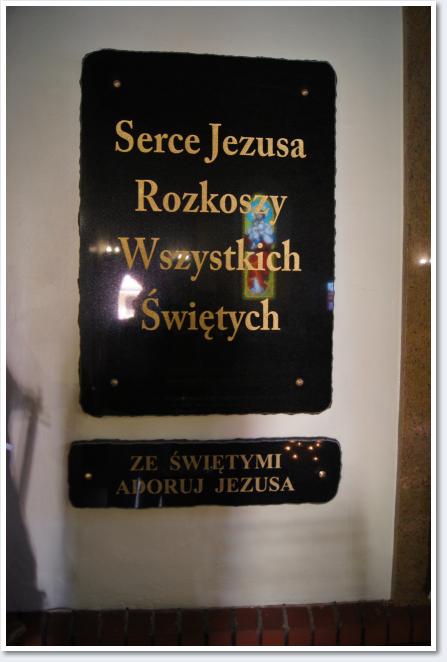 Serce Jezusa
Rozkoszy
Wszystkich
Świętych
ZE ŚWIĘTYMI
ADORUJ JEZUSA